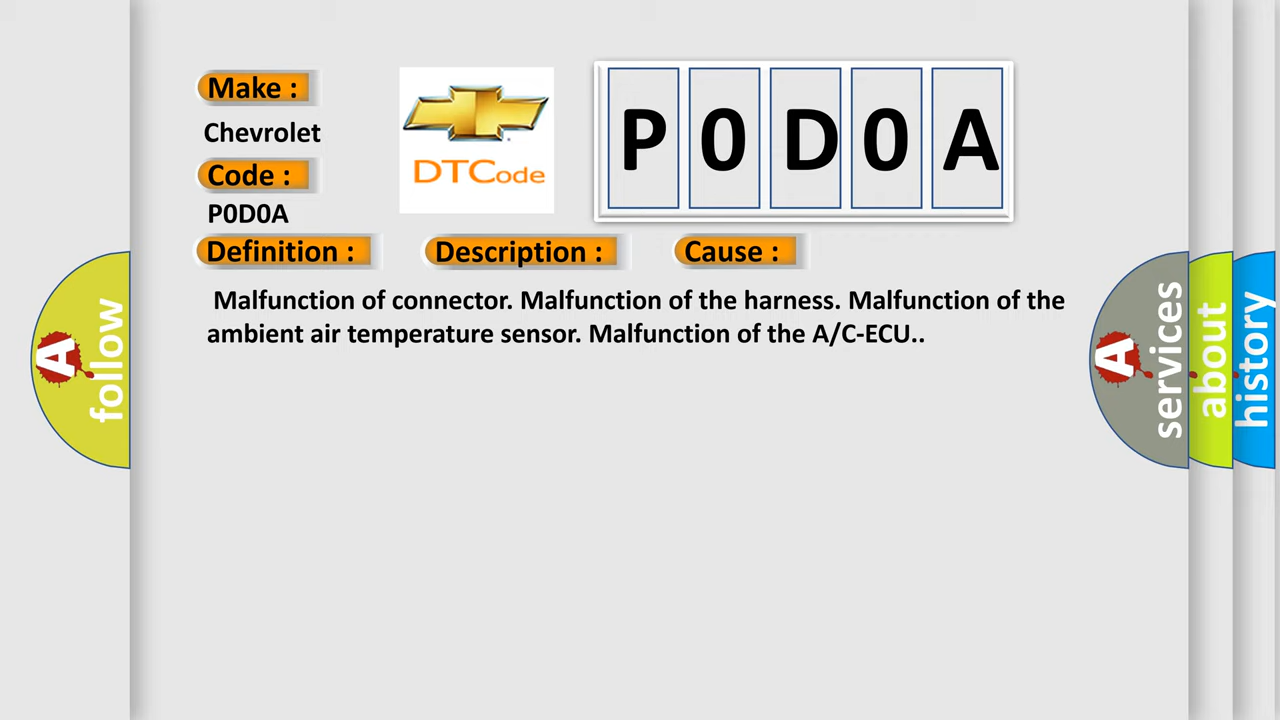 Make :
Chevrolet
Code :
P0D0A
DTCode
P0D0A
Definition :
Description :
Cause :
Malfunction of connector. Malfunction of the harness. Malfunction of the
ambient air temperature sensor. Malfunction of the A/C-ECU..
A follow
A services
about
history